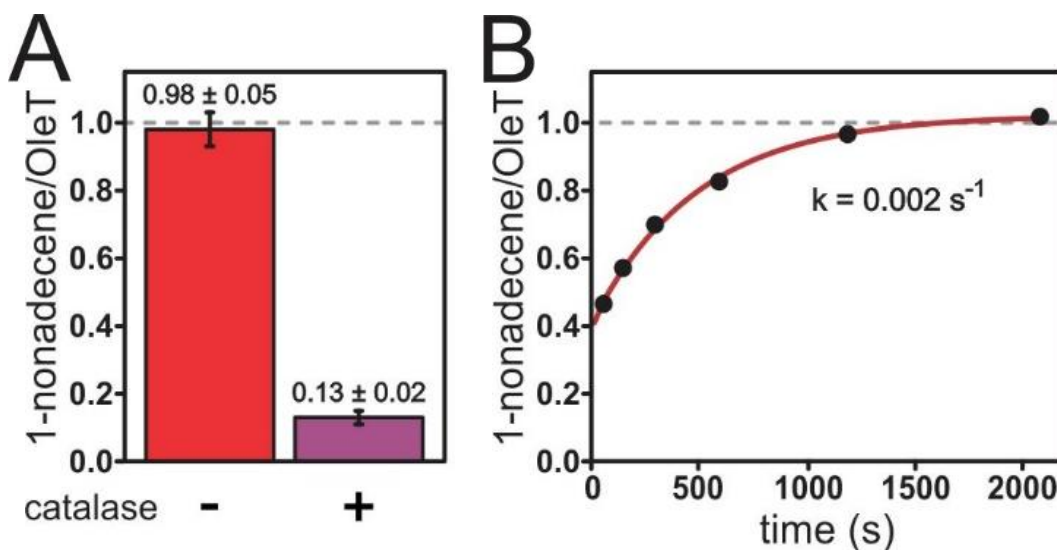 A
1-nonadecene/OleT
1.0
0.8
0.6
0.4
0.2
0.0
0.98 ± 0.05
0.13 ± 0.02
catalase - +
B
1-nonadecene/OleT
1.0
0.8
0.6
0.4
0.2
0.0
k = 0.002 s⁻¹
0 500 1000 1500 2000
time (s)